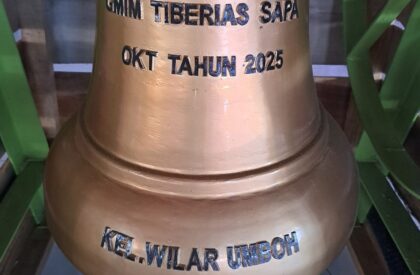 GMIM TIBERIAS SAPA
OKT TAHUN 2025
KEL.WILAR UMBOH